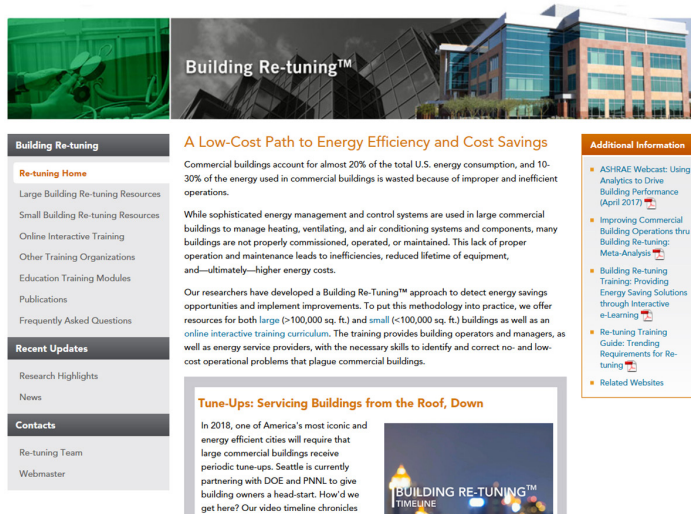 Building Re-tuning™
Building Re-tuning
Re-tuning Home
Large Building Re-tuning Resources
Small Building Re-tuning Resources
Online Interactive Training
Other Training Organizations
Education Training Modules
Publications
Frequently Asked Questions
Recent Updates
Research Highlights
News
Contacts
Re-tuning Team
Webmaster
A Low-Cost Path to Energy Efficiency and Cost Savings
Commercial buildings account for almost 20% of the total U.S. energy consumption, and 10-
30% of the energy used in commercial buildings is wasted because of improper and inefficient
operations.
While sophisticated energy management and control systems are used in large commercial
buildings to manage heating, ventilating, and air conditioning systems and components, many
buildings are not properly commissioned, operated, or maintained. This lack of proper
operation and maintenance leads to inefficiencies, reduced lifetime of equipment,
and—ultimately—higher energy costs.
Our researchers have developed a Building Re-Tuning™ approach to detect energy savings
opportunities and implement improvements. To put this methodology into practice, we offer
resources for both large (>100,000 sq. ft.) and small (<100,000 sq. ft.) buildings as well as an
online interactive training curriculum. The training provides building operators and managers, as
well as energy service providers, with the necessary skills to identify and correct no- and low-
cost operational problems that plague commercial buildings.
Tune-Ups: Servicing Buildings from the Roof, Down
In 2018, one of America's most iconic and
energy efficient cities will require that
large commercial buildings receive
periodic tune-ups. Seattle is currently
partnering with DOE and PNNL to give
building owners a head-start. How'd we
get here? Our video timeline chronicles
BUILDING RE-TUNING™
TIMELINE
Additional Information
ASHRAE Webcast: Using
Analytics to Drive
Building Performance
(April 2017)
Improving Commercial
Building Operations thru
Building Re-tuning:
Meta-Analysis
Building Re-tuning
Training: Providing
Energy Saving Solutions
through Interactive
e-Learning
Re-tuning Training
Guide: Trending
Requirements for Re-
tuning
Related Websites